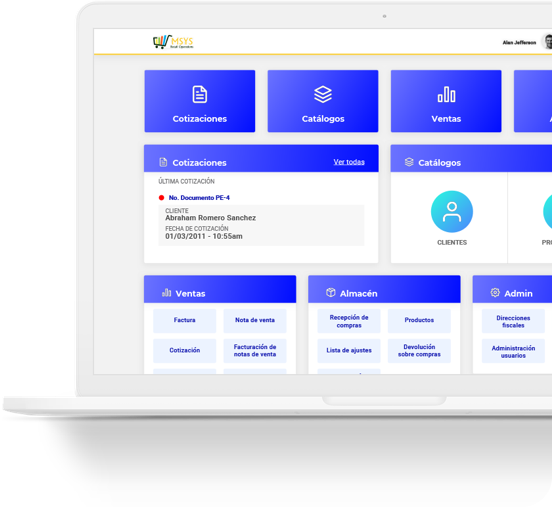 MSYS
Small Operations
Alan Jefferson
Cotizaciones
Catálogos
Ventas
Cotizaciones
Ver todas
Catálogos
ÚLTIMA COTIZACIÓN
No. Documento PE-4
CLIENTE
Abraham Romero Sanchez
FECHA DE COTIZACIÓN
01/03/2011 - 10:55am
CLIENTES
PR
Ventas
Almacén
Admin
Factura
Nota de venta
Recepción de
compras
Productos
Direcciones
fiscales
Cotización
Facturación de
notas de venta
Lista de ajustes
Devolución
sobre compras
Administración
usuarios